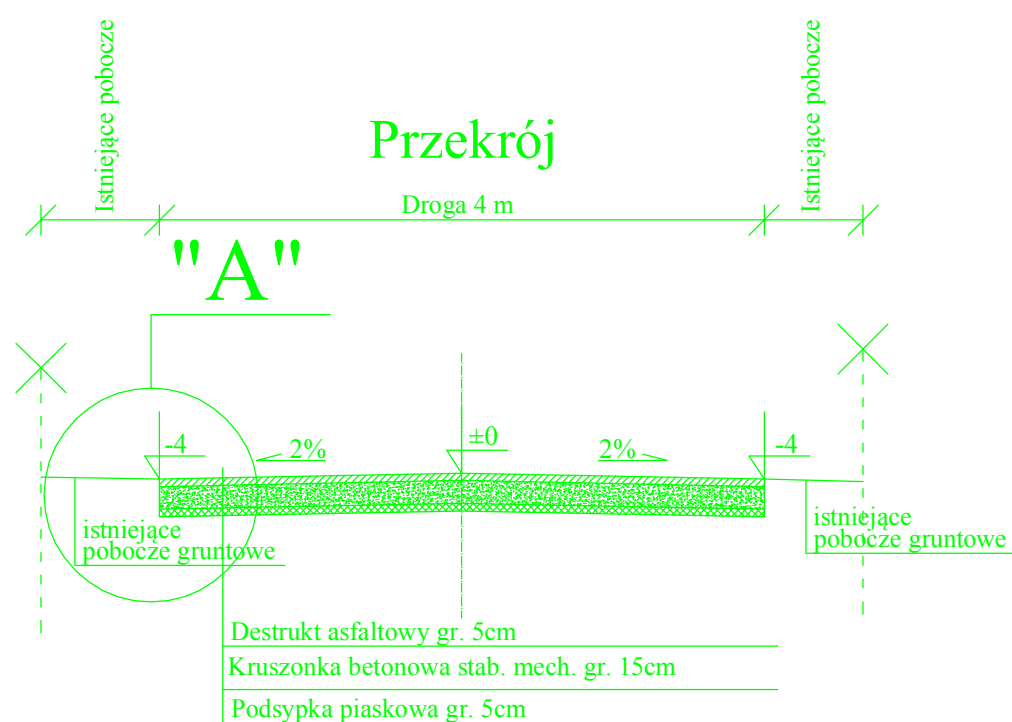 Istniejące pobocze
Istniejące pobocze
Przekrój
Droga 4 m
"A"
-4
2%
±0
2%
-4
istniejące
pobocze gruntowe
istniejące
pobocze gruntowe
Destrukt asfaltowy gr. 5cm
Kruszonka betonowa stab. mech. gr. 15cm
Podsypka piaskowa gr. 5cm